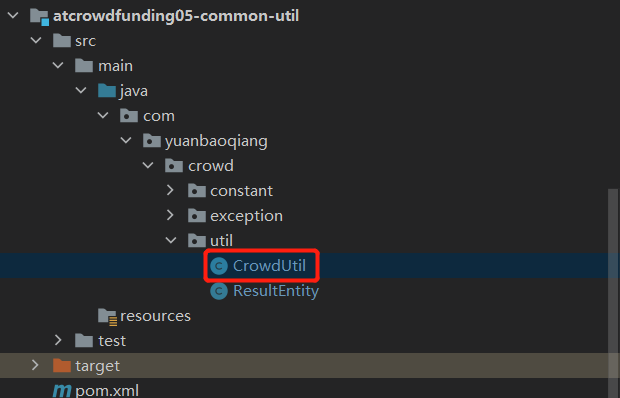 atcrowdfunding05-common-util
src
main
java
com
yuanbaoqiang
crowd
constant
exception
util
C CrowdUtil
C ResultEntity
resources
test
target
m pom.xml